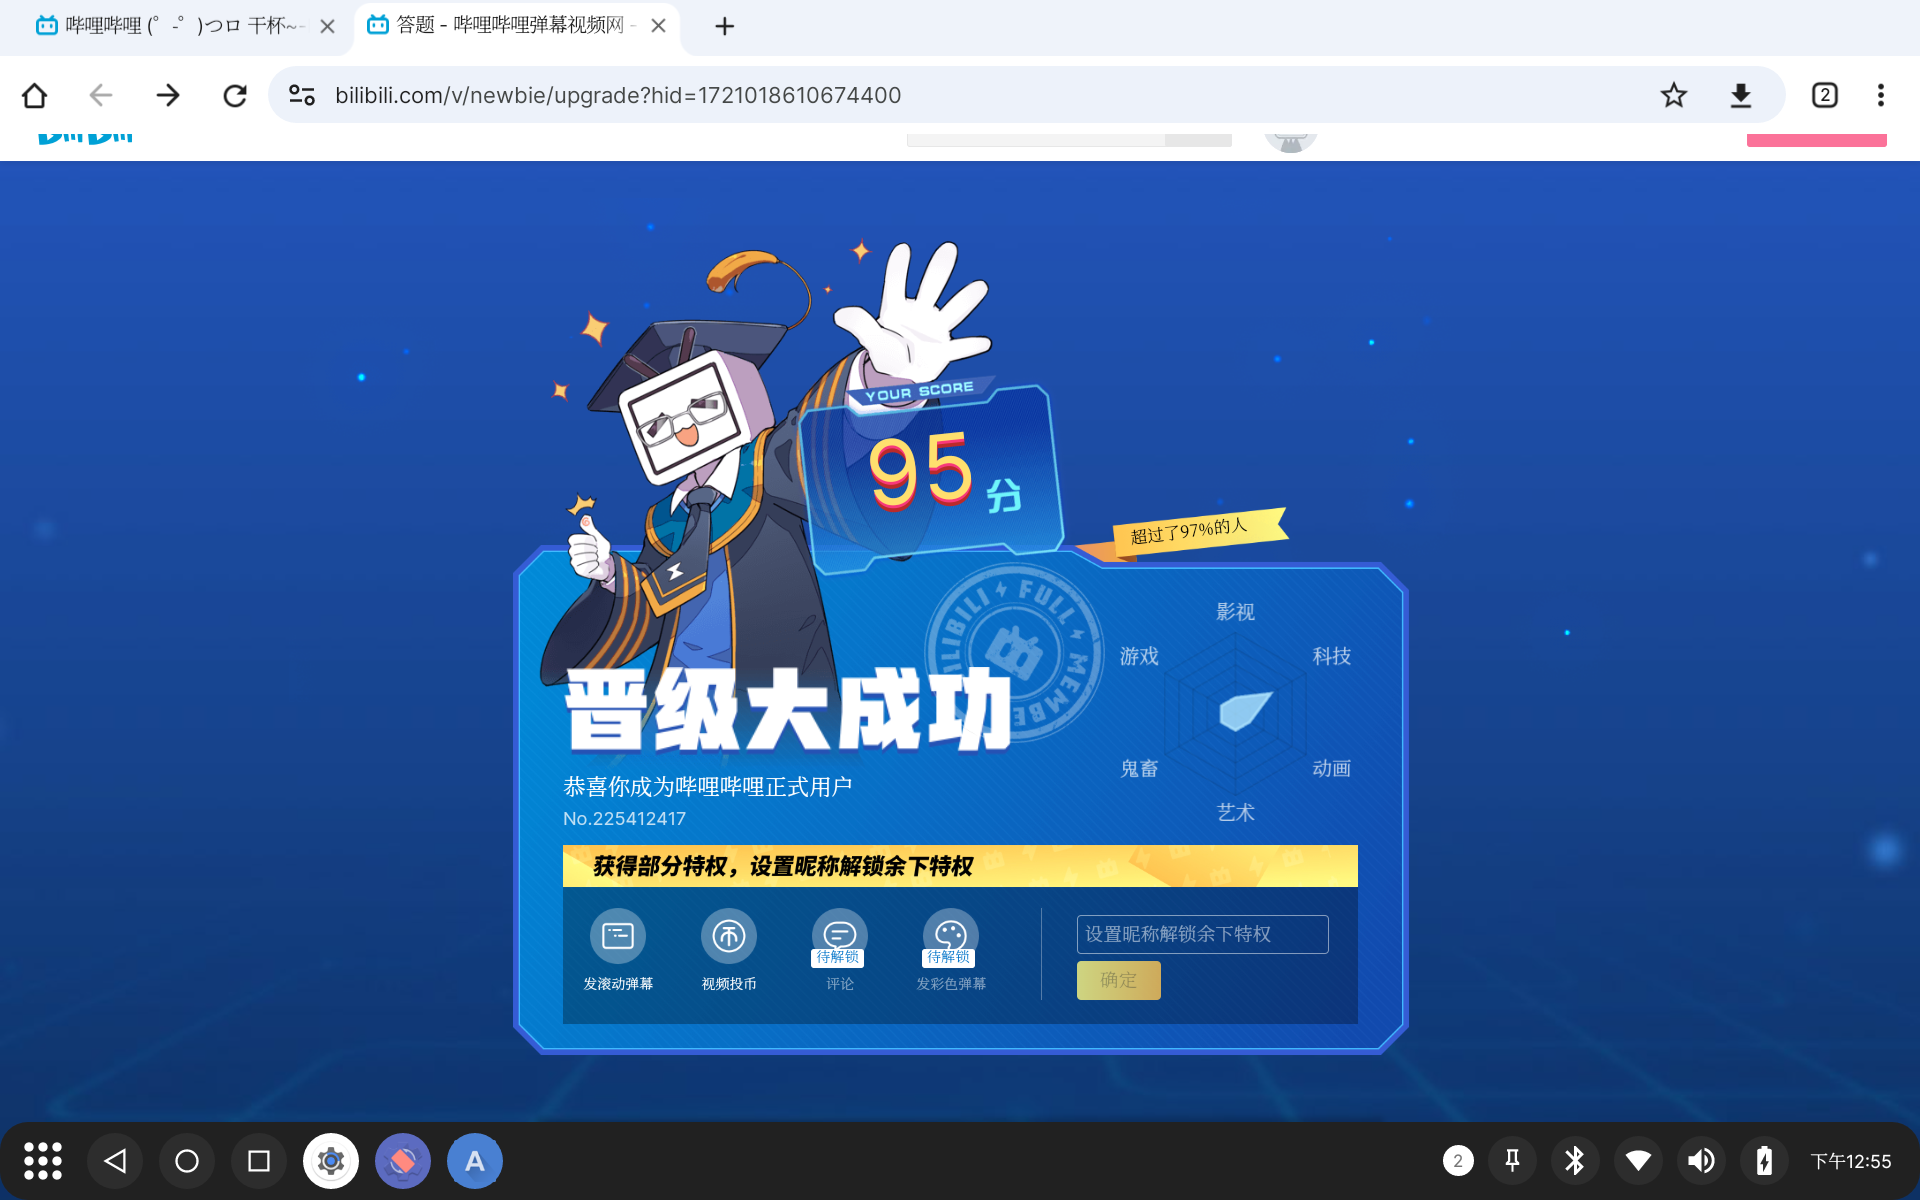 哔哩哔哩 (゜-゜)つロ 干杯~-
答题 - 哔哩哔哩弹幕视频网 -
bilibili.com/v/newbie/upgrade?hid=1721018610674400
2
YOUR SCORE
95分
超过了97%的人
BILIBILI FULL MEMBE
影视
游戏
科技
鬼畜
动画
艺术
晋级大成功
恭喜你成为哔哩哔哩正式用户
No.225412417
获得部分特权，设置昵称解锁余下特权
待解锁
待解锁
发滚动弹幕
视频投币
评论
发彩色弹幕
设置昵称解锁余下特权
确定
A
2
下午12:55